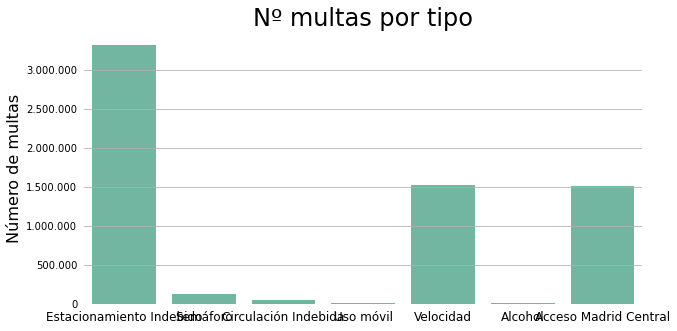 Nº multas por tipo
Número de multas
3.000.000
2.500.000
2.000.000
1.500.000
1.000.000
500.000
0
Estacionamiento Indebido
Semáforo
Circulación Indebida
Uso móvil
Velocidad
Alcohol
Acceso Madrid Central